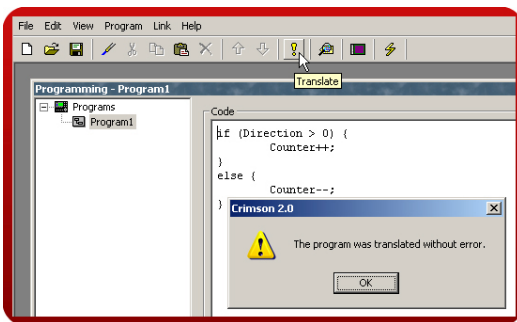 File Edit View Program Link Help
Translate
Programming - Program1
Programs
Program1
Code
if (Direction > 0) {
Counter++;
}
else {
Counter--;
}
Crimson 2.0
The program was translated without error.
OK